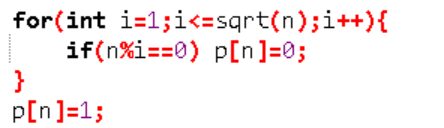 for(int i=1;i<=sqrt(n);i++){
    if(n%i==0) p[n]=0;
}
p[n]=1;